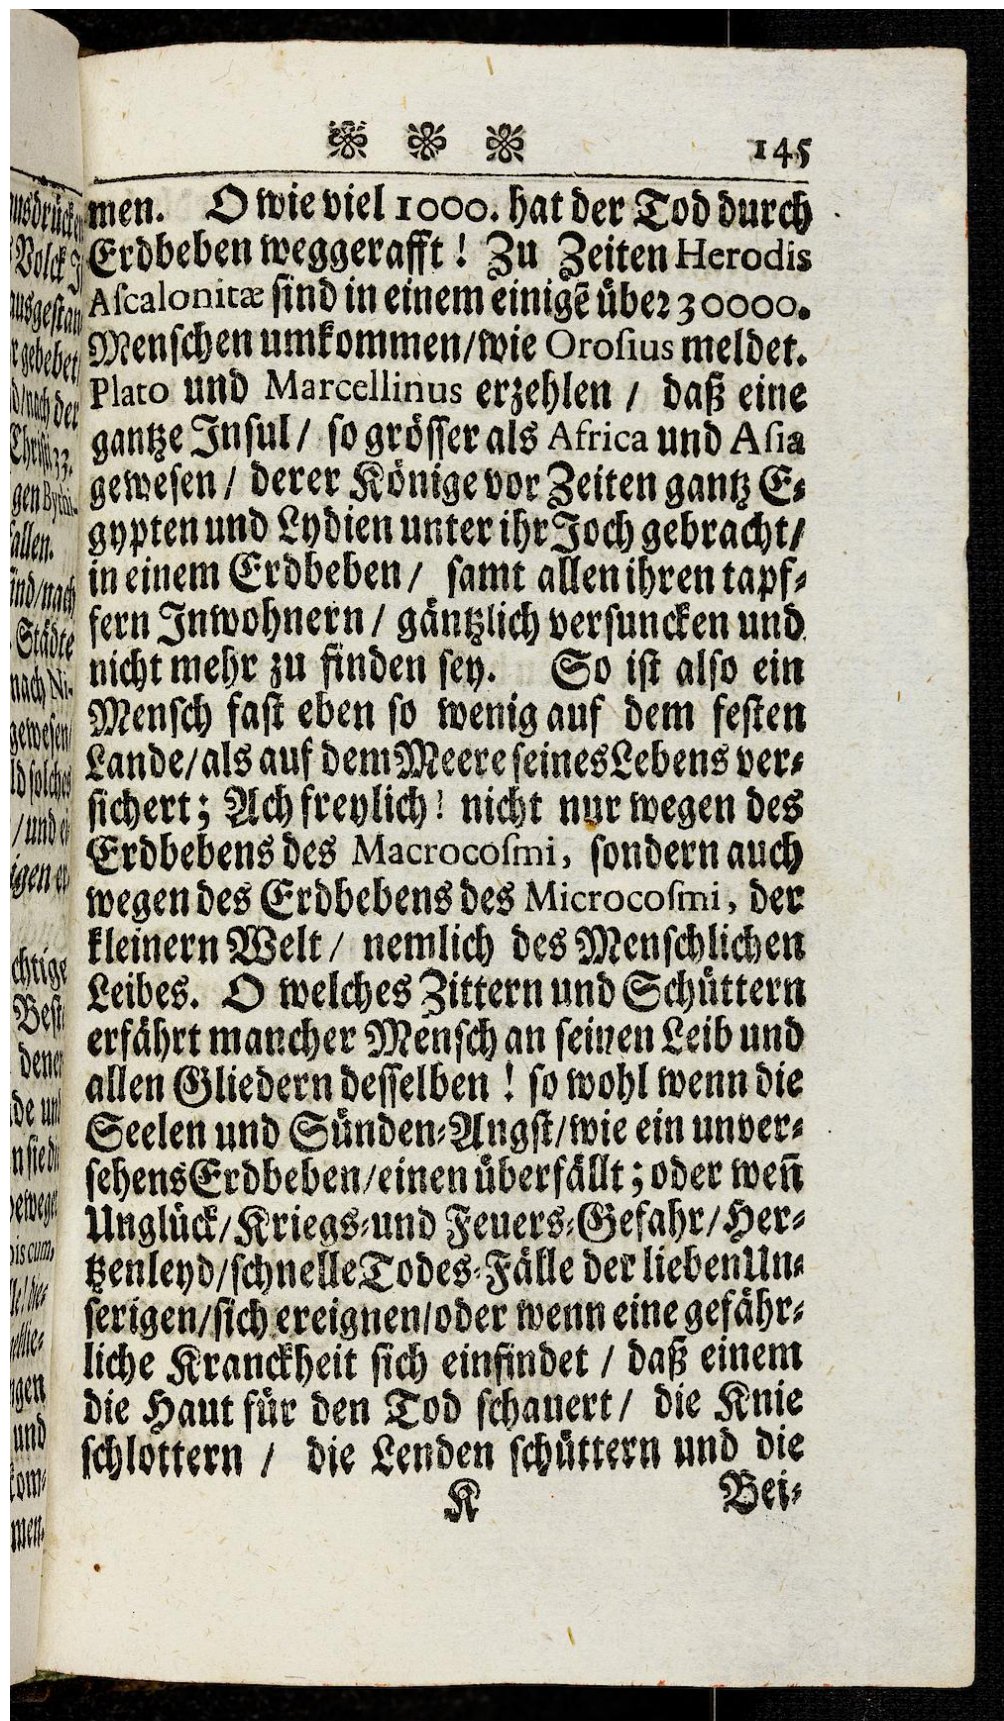 145
men. O wie viel 1000. hat der Tod durch
Erdbeben weggerafft! Zu Zeiten Herodis
Aſcalonitæ ſind in einem einigẽ über 30000.
Menſchen umkommen/wie Oroſius meldet.
Plato und Marcellinus erzehlen / daß eine
gantze Inſul / ſo gröſſer als Africa und Aſia
geweſen / derer Könige vor Zeiten gantz E-
gypten und Lydien unter ihr Joch gebracht/
in einem Erdbeben / ſamt allen ihren tapf-
fern Inwohnern / gäntzlich verſuncken und
nicht mehr zu finden ſey. So iſt alſo ein
Menſch faſt eben ſo wenig auf dem feſten
Lande/als auf dem Meere ſeines Lebens ver-
ſichert; Ach freylich! nicht nur wegen des
Erdbebens des Macrocoſmi, ſondern auch
wegen des Erdbebens des Microcoſmi, der
kleinern Welt / nemlich des Menſchlichen
Leibes. O welches Zittern und Schüttern
erfährt mancher Menſch an ſeinen Leib und
allen Gliedern deſſelben! ſo wohl wenn die
Seelen und Sünden-Angſt/wie ein unver-
ſehens Erdbeben/einen überfällt; oder weñ
Unglück/Kriegs-und Feuers-Gefahr/Her-
tzenleyd/ſchnelle Todes-Fälle der lieben Un-
ſerigen/ſich ereignen/oder wenn eine gefähr-
liche Kranckheit ſich einfindet / daß einem
die Haut für den Tod ſchauert / die Knie
ſchlottern / die Lenden ſchüttern und die
K Bei-